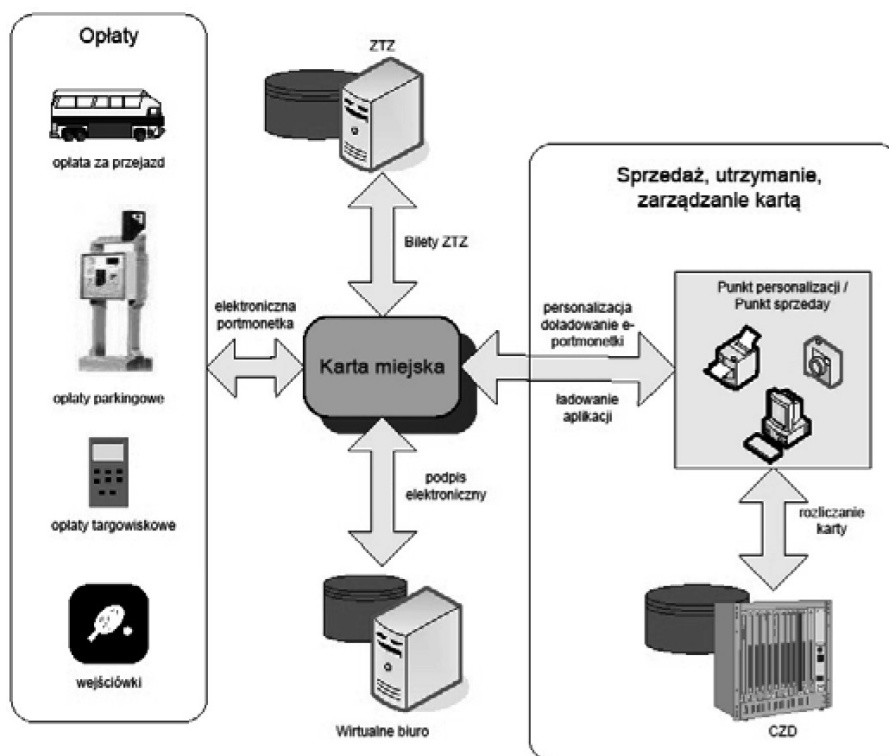 Opłaty
opłata za przejazd
opłaty parkingowe
opłaty targowiskowe
wejściówki
ZTZ
Bilety ZTZ
elektroniczna
portmonetka
Karta miejska
podpis
elektroniczny
Wirtualne biuro
Sprzedaż, utrzymanie,
zarządzanie kartą
personalizacja
doładowanie e-
portmonetki
ładowanie
aplikacji
Punkt personalizacji /
Punkt sprzeday
rozliczanie
karty
CZD